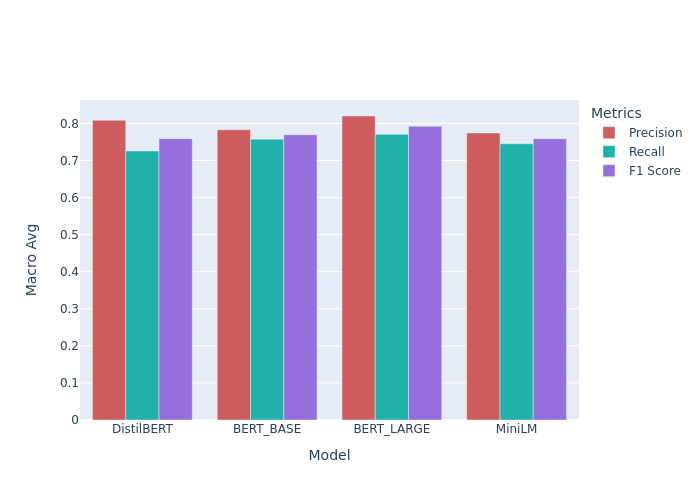 Metrics
Precision
Recall
F1 Score
Macro Avg
0.8
0.7
0.6
0.5
0.4
0.3
0.2
0.1
0
DistilBERT BERT_BASE BERT_LARGE MiniLM
Model